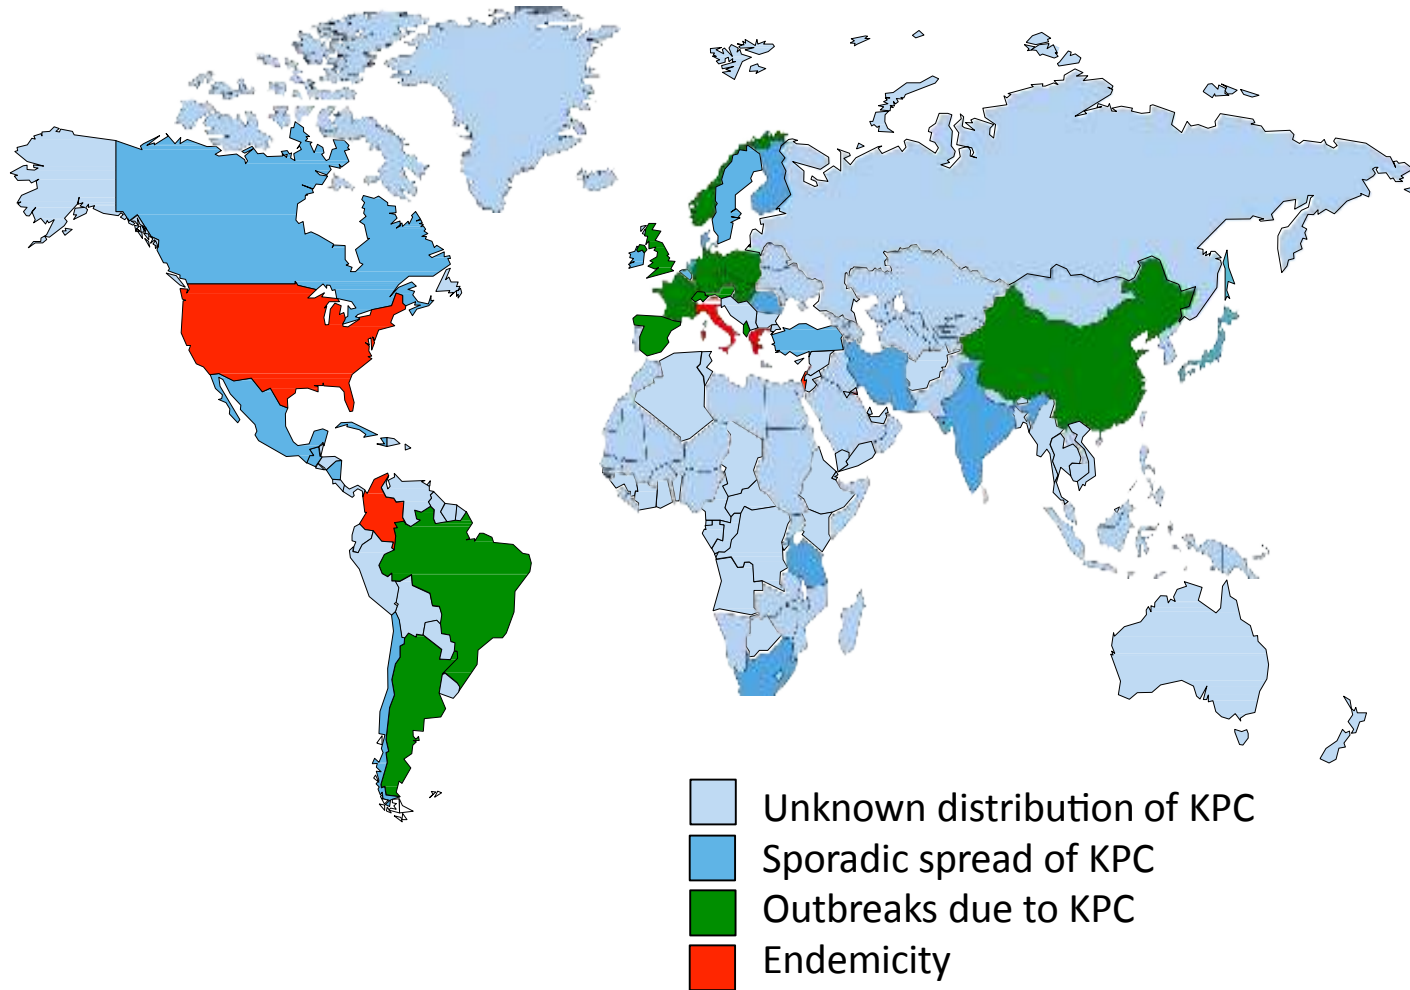 Unknown distribution of KPC
Sporadic spread of KPC
Outbreaks due to KPC
Endemicity